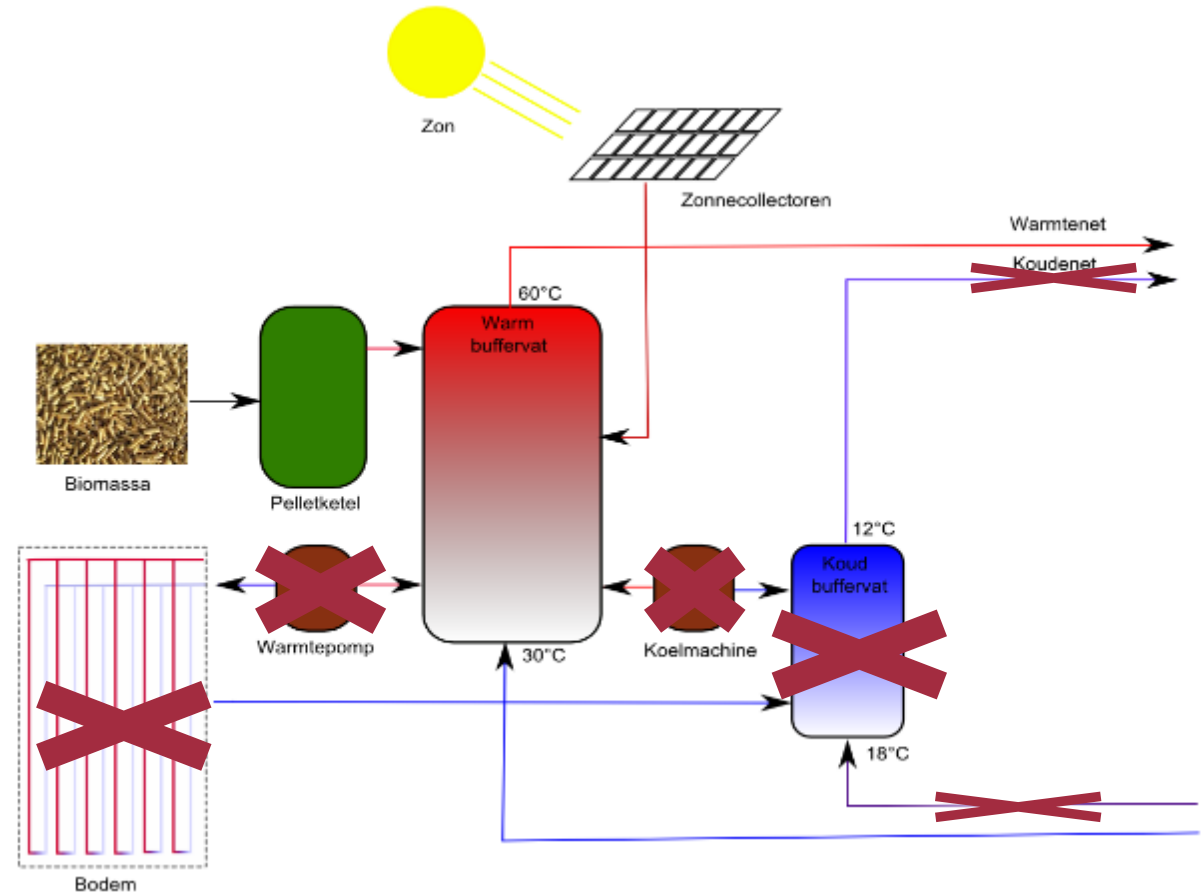 Zon
Zonnecollectoren
Warmtenet
Koudenet
60°C
Warm
buffervat
Biomassa
Pelletketel
12°C
Koud
buffervat
Warmtepomp
30°C
Koelmachine
18°C
Bodem